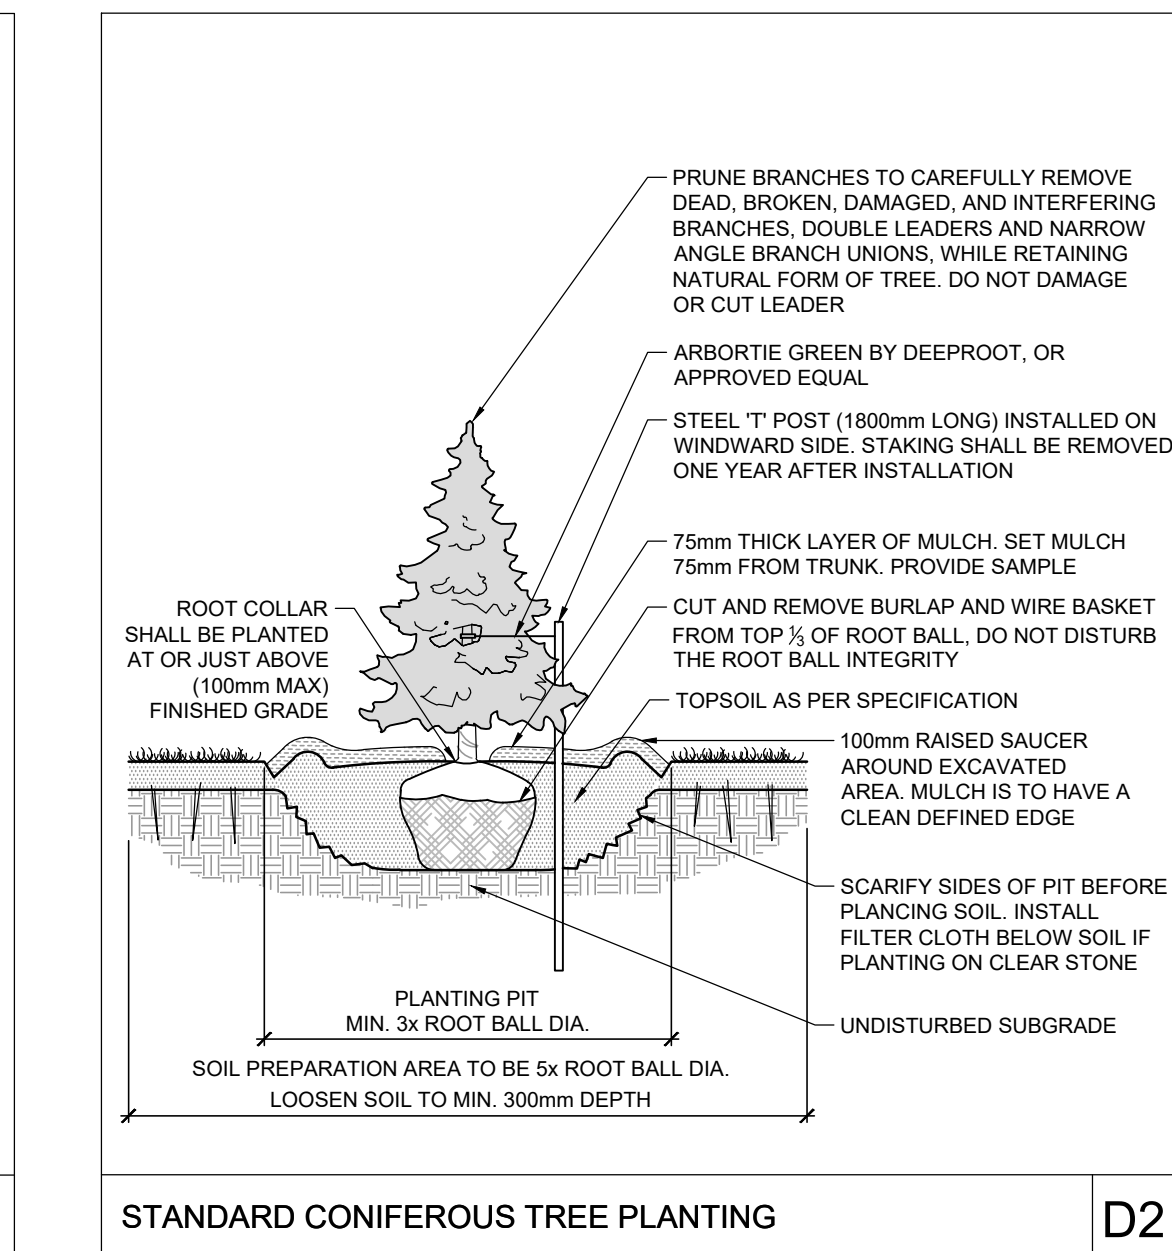 PRUNE BRANCHES TO CAREFULLY REMOVE
DEAD, BROKEN, DAMAGED, AND INTERFERING
BRANCHES, DOUBLE LEADERS AND NARROW
ANGLE BRANCH UNIONS, WHILE RETAINING
NATURAL FORM OF TREE. DO NOT DAMAGE
OR CUT LEADER
ARBORTIE GREEN BY DEEPROOT, OR
APPROVED EQUAL
STEEL 'T' POST (1800mm LONG) INSTALLED ON
WINDWARD SIDE. STAKING SHALL BE REMOVED
ONE YEAR AFTER INSTALLATION
75mm THICK LAYER OF MULCH. SET MULCH
75mm FROM TRUNK. PROVIDE SAMPLE
CUT AND REMOVE BURLAP AND WIRE BASKET
FROM TOP ⅓ OF ROOT BALL, DO NOT DISTURB
THE ROOT BALL INTEGRITY
TOPSOIL AS PER SPECIFICATION
100mm RAISED SAUCER
AROUND EXCAVATED
AREA. MULCH IS TO HAVE A
CLEAN DEFINED EDGE
SCARIFY SIDES OF PIT BEFORE
PLANCING SOIL. INSTALL
FILTER CLOTH BELOW SOIL IF
PLANTING ON CLEAR STONE
UNDISTURBED SUBGRADE
ROOT COLLAR
SHALL BE PLANTED
AT OR JUST ABOVE
(100mm MAX)
FINISHED GRADE
PLANTING PIT
MIN. 3x ROOT BALL DIA.
SOIL PREPARATION AREA TO BE 5x ROOT BALL DIA.
LOOSEN SOIL TO MIN. 300mm DEPTH
STANDARD CONIFEROUS TREE PLANTING
D2